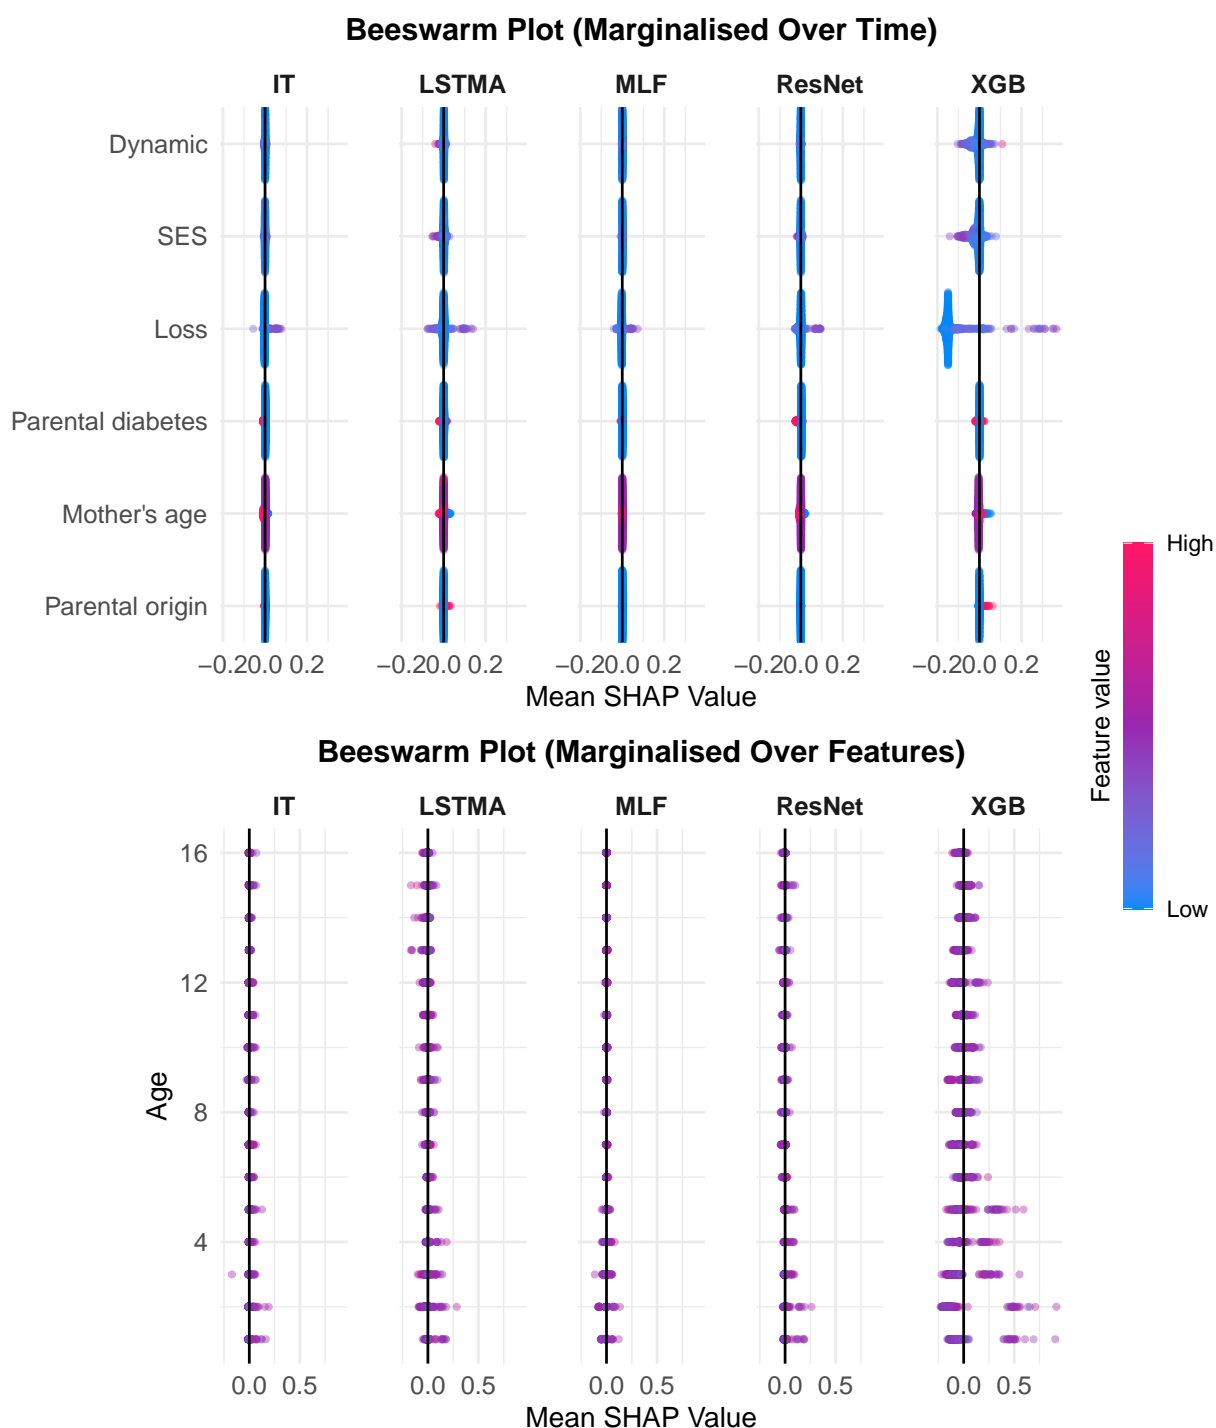 Beeswarm Plot (Marginalised Over Time)
IT LSTMA MLF ResNet XGB
Dynamic
SES
Loss
Parental diabetes
Mother's age
Parental origin
−0.20.0 0.2 −0.20.0 0.2 −0.20.0 0.2 −0.20.0 0.2 −0.20.0 0.2
Mean SHAP Value
High
Feature value
Low
Beeswarm Plot (Marginalised Over Features)
IT LSTMA MLF ResNet XGB
16
12
Age
8
4
0.0 0.5 0.0 0.5 0.0 0.5 0.0 0.5 0.0 0.5
Mean SHAP Value